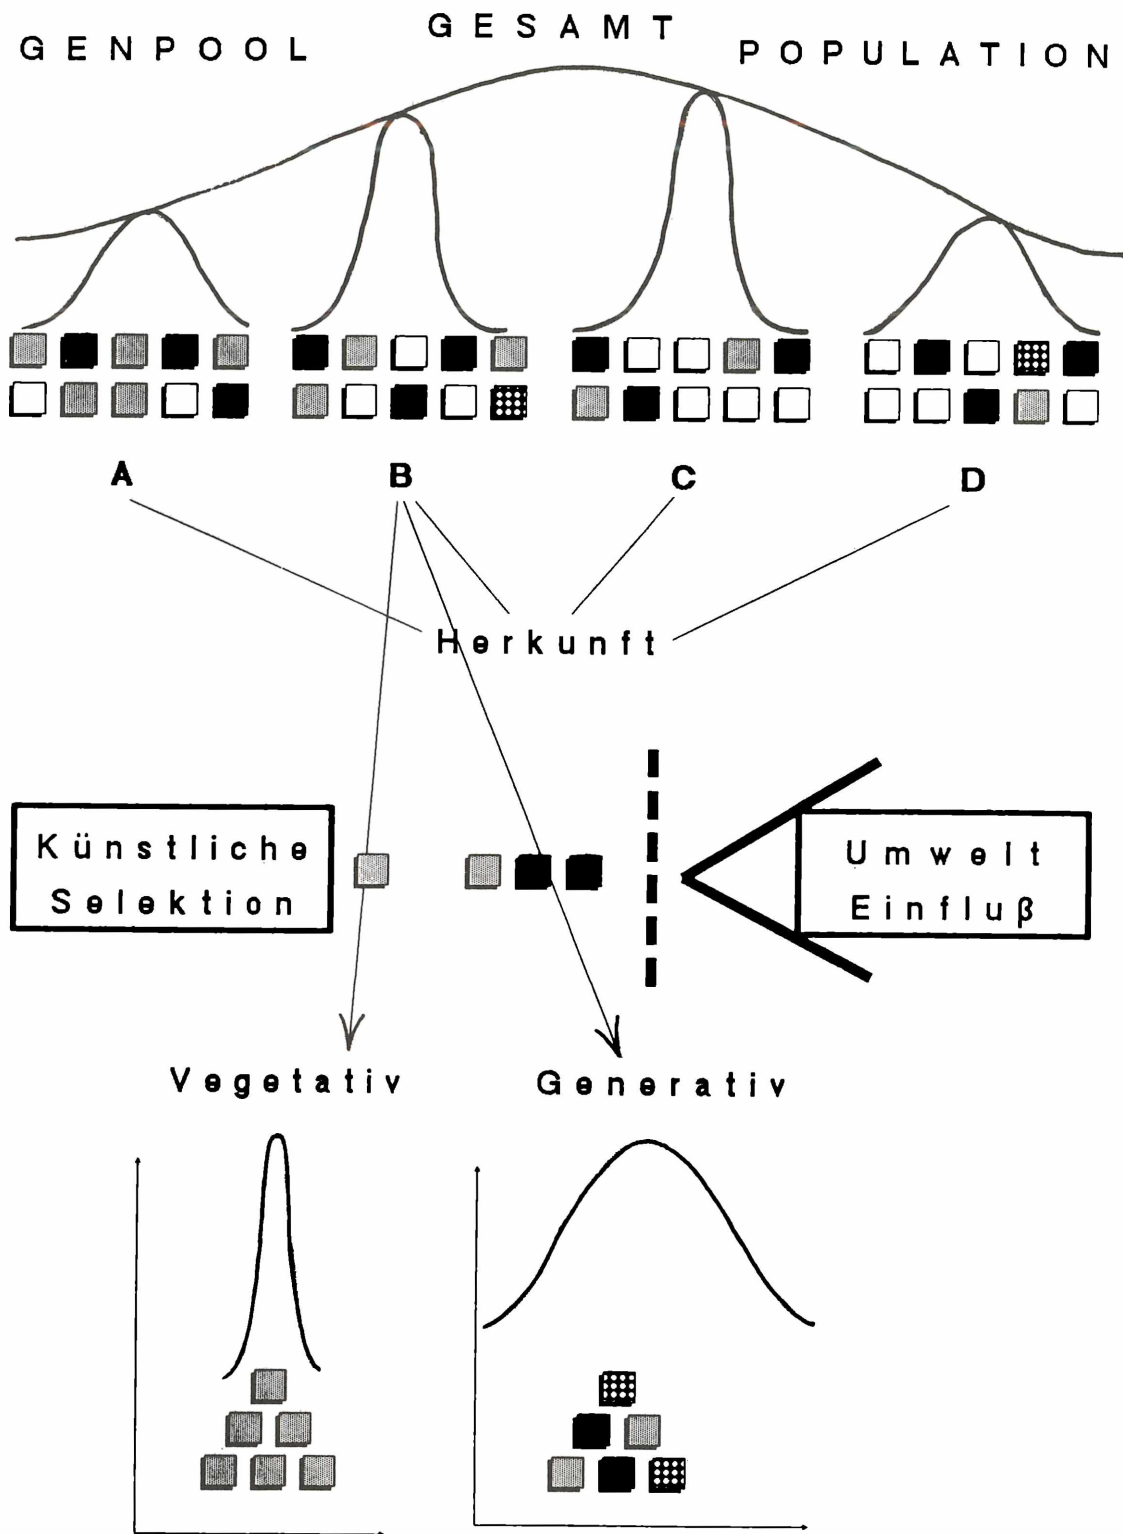 GENPOOL GESAMT POPULATION
A B C D
Herkunft
Künstliche
Selektion
Umwelt
Einfluß
Vegetativ Generativ